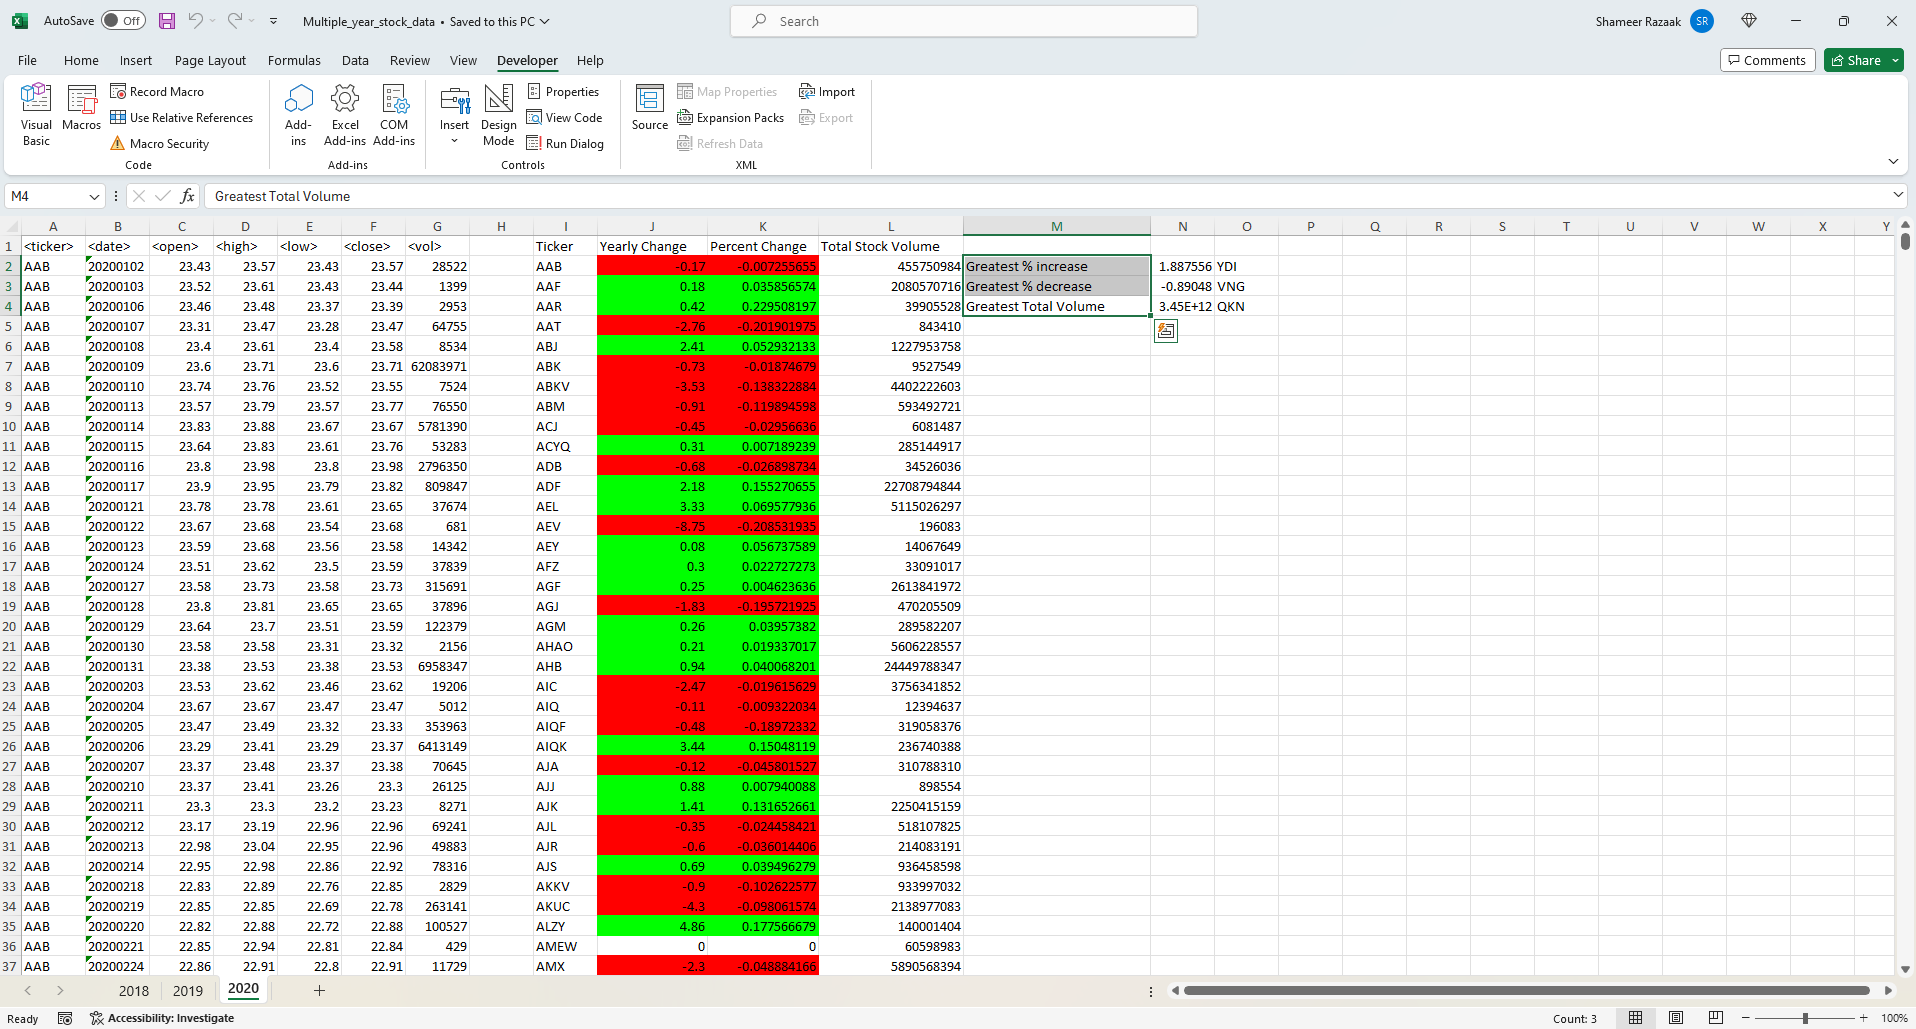 AutoSave Off Multiple_year_stock_data • Saved to this PC Search Shameer Razaak SR
File Home Insert Page Layout Formulas Data Review View Developer Help Comments Share
Visual Basic Macros Record Macro Use Relative References Macro Security Code
Add-ins Excel Add-ins COM Add-ins Add-ins
Insert Design Mode Properties View Code Run Dialog Controls
Source Map Properties Expansion Packs Refresh Data Import Export XML
M4 fx Greatest Total Volume
A B C D E F G H I J K L M N O P Q R S T U V W X Y
1 <ticker> <date> <open> <high> <low> <close> <vol> Ticker Yearly Change Percent Change Total Stock Volume
2 AAB 20200102 23.43 23.57 23.43 23.57 28522 AAB -0.17 -0.007255655 455750984 Greatest % increase 1.887556 YDI
3 AAB 20200103 23.52 23.61 23.43 23.44 1399 AAF 0.18 0.035856574 2080570716 Greatest % decrease -0.89048 VNG
4 AAB 20200106 23.46 23.48 23.37 23.39 2953 AAR 0.42 0.229508197 39905528 Greatest Total Volume 3.45E+12 QKN
5 AAB 20200107 23.31 23.47 23.28 23.47 64755 AAT -2.76 -0.201901975 843410
6 AAB 20200108 23.4 23.61 23.4 23.58 8534 ABJ 2.41 0.052932133 1227953758
7 AAB 20200109 23.6 23.71 23.6 23.71 62083971 ABK -0.73 -0.01874679 9527549
8 AAB 20200110 23.74 23.76 23.52 23.55 7524 ABKV -3.53 -0.138322884 4402222603
9 AAB 20200113 23.57 23.79 23.57 23.77 76550 ABM -0.91 -0.119894598 593492721
10 AAB 20200114 23.83 23.88 23.67 23.67 5781390 ACJ -0.45 -0.02956636 6081487
11 AAB 20200115 23.64 23.83 23.61 23.76 53283 ACYQ 0.31 0.007189239 285144917
12 AAB 20200116 23.8 23.98 23.8 23.98 2796350 ADB -0.68 -0.026898734 34526036
13 AAB 20200117 23.9 23.95 23.79 23.82 809847 ADF 2.18 0.155270655 22708794844
14 AAB 20200121 23.78 23.78 23.61 23.65 37674 AEL 3.33 0.069577936 5115026297
15 AAB 20200122 23.67 23.68 23.54 23.68 681 AEV -8.75 -0.208531935 196083
16 AAB 20200123 23.59 23.68 23.56 23.58 14342 AEY 0.08 0.056737589 14067649
17 AAB 20200124 23.51 23.62 23.5 23.59 37839 AFZ 0.3 0.022727273 33091017
18 AAB 20200127 23.58 23.73 23.58 23.73 315691 AGF 0.25 0.004623636 2613841972
19 AAB 20200128 23.8 23.81 23.65 23.65 37896 AGJ -1.83 -0.195721925 470205509
20 AAB 20200129 23.64 23.7 23.51 23.59 122379 AGM 0.26 0.03957382 289582207
21 AAB 20200130 23.58 23.58 23.31 23.32 2156 AHAO 0.21 0.019337017 5606228557
22 AAB 20200131 23.38 23.53 23.38 23.53 6958347 AHB 0.94 0.040068201 24449788347
23 AAB 20200203 23.53 23.62 23.46 23.62 19206 AIC -2.47 -0.019615629 3756341852
24 AAB 20200204 23.67 23.67 23.47 23.47 5012 AIQ -0.11 -0.009322034 12394637
25 AAB 20200205 23.47 23.49 23.32 23.33 353963 AIQF -0.48 -0.18972332 319058376
26 AAB 20200206 23.29 23.41 23.29 23.37 6413149 AIQK 3.44 0.15048119 236740388
27 AAB 20200207 23.37 23.48 23.37 23.38 70645 AJA -0.12 -0.045801527 310788310
28 AAB 20200210 23.37 23.41 23.26 23.3 26125 AJJ 0.88 0.007940088 898554
29 AAB 20200211 23.3 23.3 23.2 23.23 8271 AJK 1.41 0.131652661 2250415159
30 AAB 20200212 23.17 23.19 22.96 22.96 69241 AJL -0.35 -0.024458421 518107825
31 AAB 20200213 22.98 23.04 22.95 22.96 49883 AJR -0.6 -0.036014406 214083191
32 AAB 20200214 22.95 22.98 22.86 22.92 78316 AJS 0.69 0.039496279 936458598
33 AAB 20200218 22.83 22.89 22.76 22.85 2829 AKKV -0.9 -0.102622577 933997032
34 AAB 20200219 22.85 22.85 22.69 22.78 263141 AKUC -4.3 -0.098061574 2138977083
35 AAB 20200220 22.82 22.88 22.72 22.88 100527 ALZY 4.86 0.177566679 140001404
36 AAB 20200221 22.85 22.94 22.81 22.84 429 AMEW 0 0 60598983
37 AAB 20200224 22.86 22.91 22.8 22.91 11729 AMX -2.3 -0.048884166 5890568394
2018 2019 2020
Ready Accessibility: Investigate Count: 3 100%